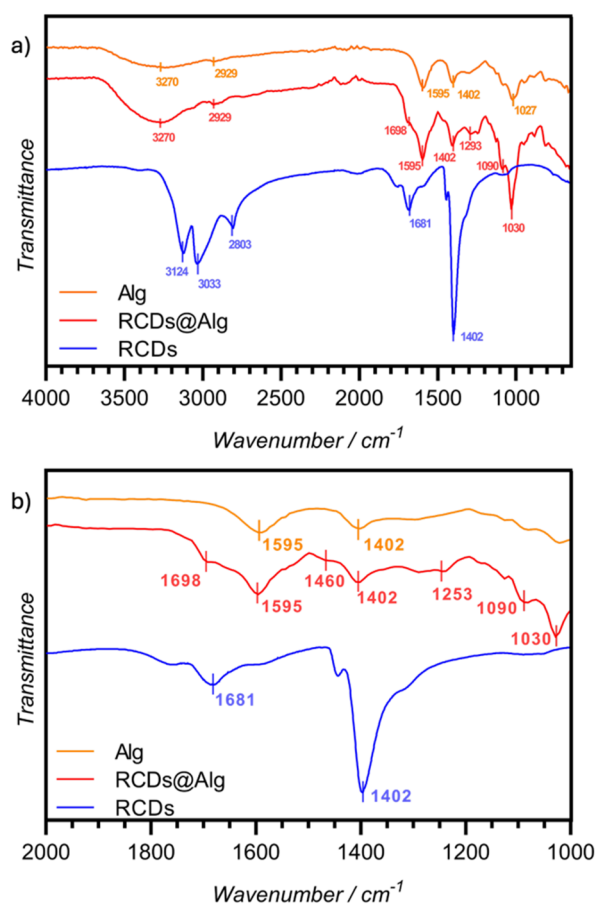 a)
3270
2929
1595
1402
1027
3270
2929
1698
1595
1402
1293
1090
1030
3124
3033
2803
1681
1402
Transmittance
Alg
RCDs@Alg
RCDs
4000 3500 3000 2500 2000 1500 1000
Wavenumber / cm-1
b)
1595
1402
1698
1595
1460
1402
1253
1090
1030
1681
1402
Transmittance
Alg
RCDs@Alg
RCDs
2000 1800 1600 1400 1200 1000
Wavenumber / cm-1